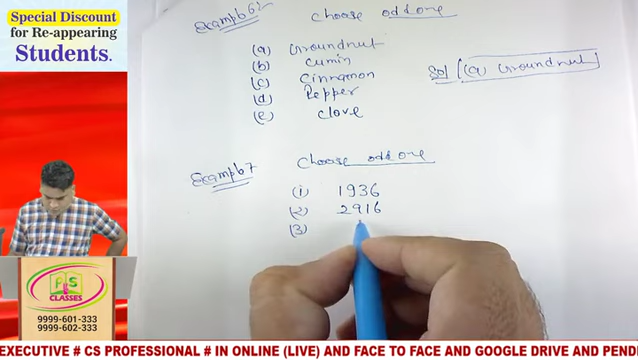 Special Discount
for Re-appearing
Students.
Example 62
Choose odd one
(a) Groundnut
(b) Cumin
(c) Cinnamon
(d) Pepper
(e) Clove
Sol (a) Groundnut
Example 67
Choose odd one
(1) 1936
(2) 2916
(3)
CLASSES
9999-601-333
9999-602-333
EXECUTIVE # CS PROFESSIONAL # IN ONLINE (LIVE) AND FACE TO FACE AND GOOGLE DRIVE AND PEND